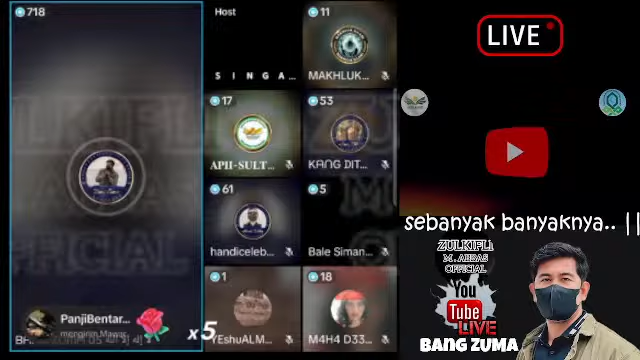 718
Host
S I N G A...
11
MAKHLUK...
17
APII-SULT...
53
KANG DIT...
61
handiceleb...
5
Bale Siman...
1
YEshuALM...
18
M4H4 D33...
PanjiBentar...
mengirim Mawar
x5
LIVE
sebanyak banyaknya.. ||
ZULKIFLI
M. ABBAS
OFFICIAL
You
Tube
LIVE
BANG ZUMA